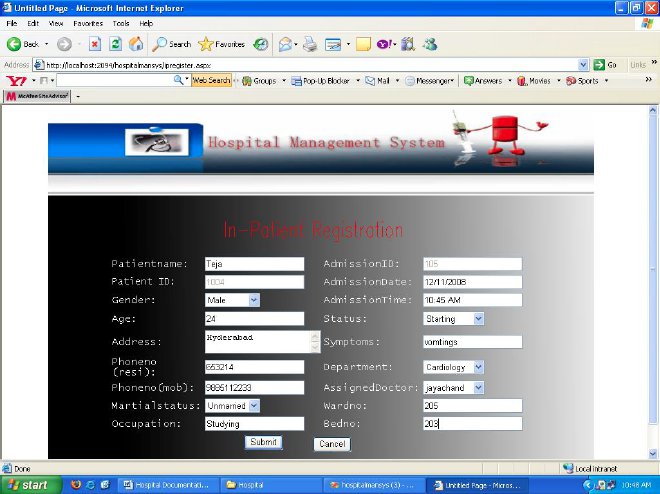 Untitled Page - Microsoft Internet Explorer
File Edit View Favorites Tools Help
Back Search Favorites
Address http://localhost:2094/hospitalmansys/ipregister.aspx Go Links
Y! Web Search Groups Pop-Up Blocker Mail Messenger Answers Movies Sports
McAfee SiteAdvisor
Hospital Management System
In-Patient Registration
Patientname: Teja AdmissionID: 105
Patient ID: 1004 AdmissionDate: 12/11/2008
Gender: Male AdmissionTime: 10:45 AM
Age: 24 Status: Starting
Address: Hyderabad Symptoms: vomtings
Phoneno
(resi): 653214 Department: Cardiology
Phoneno(mob): 9885112233 AssignedDoctor: jayachand
Martialstatus: Unmarried Wardno: 205
Occupation: Studying Bedno: 203
Submit Cancel
Done Local intranet
start Hospital Documentati... Hospital hospitalmansys (3) - ... Untitled Page - Micros... 10:46 AM